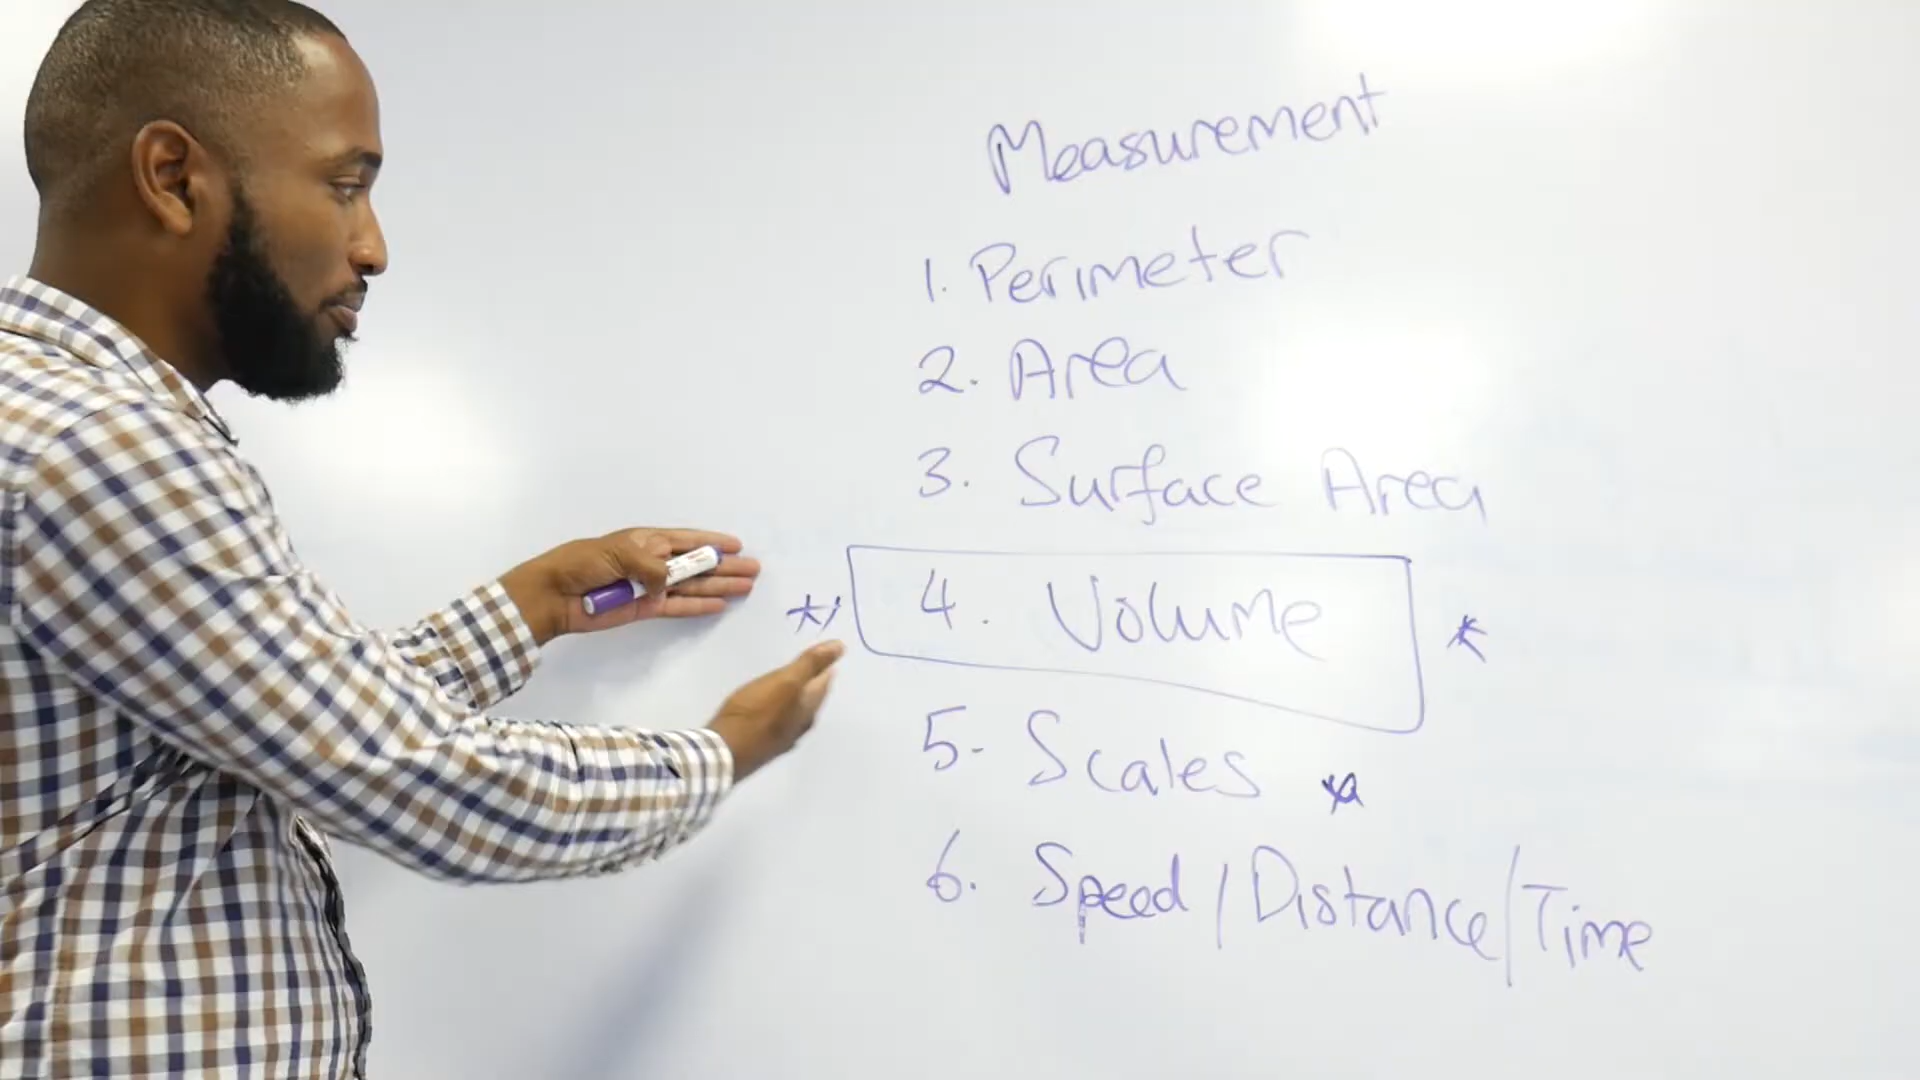 Measurement
1. Perimeter
2. Area
3. Surface Area
4. Volume
5- Scales
6. Speed / Distance / Time